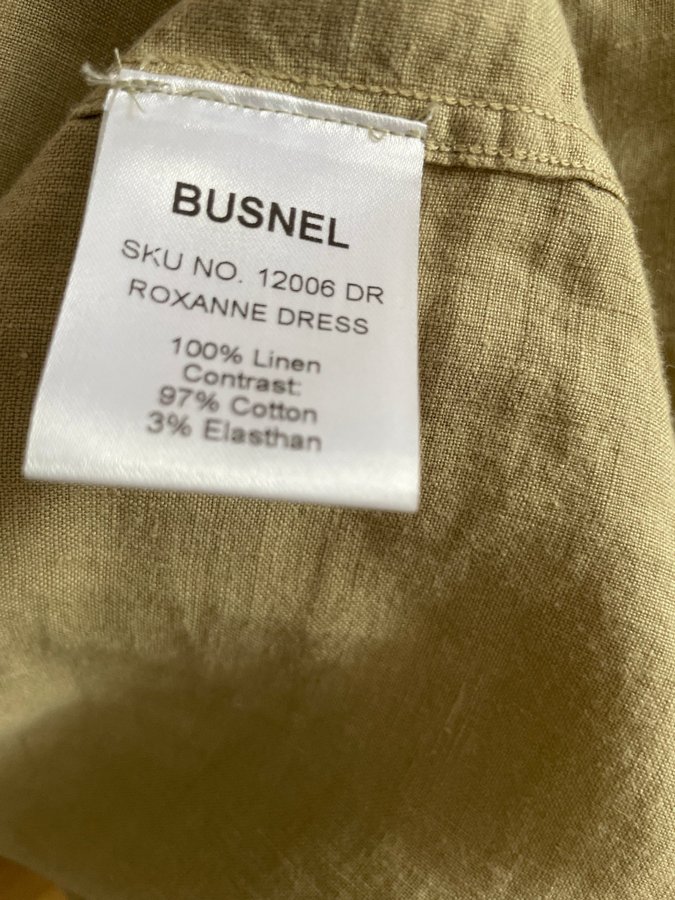 BUSNEL
SKU NO. 12006 DR
ROXANNE DRESS
100% Linen
Contrast:
97% Cotton
3% Elasthan